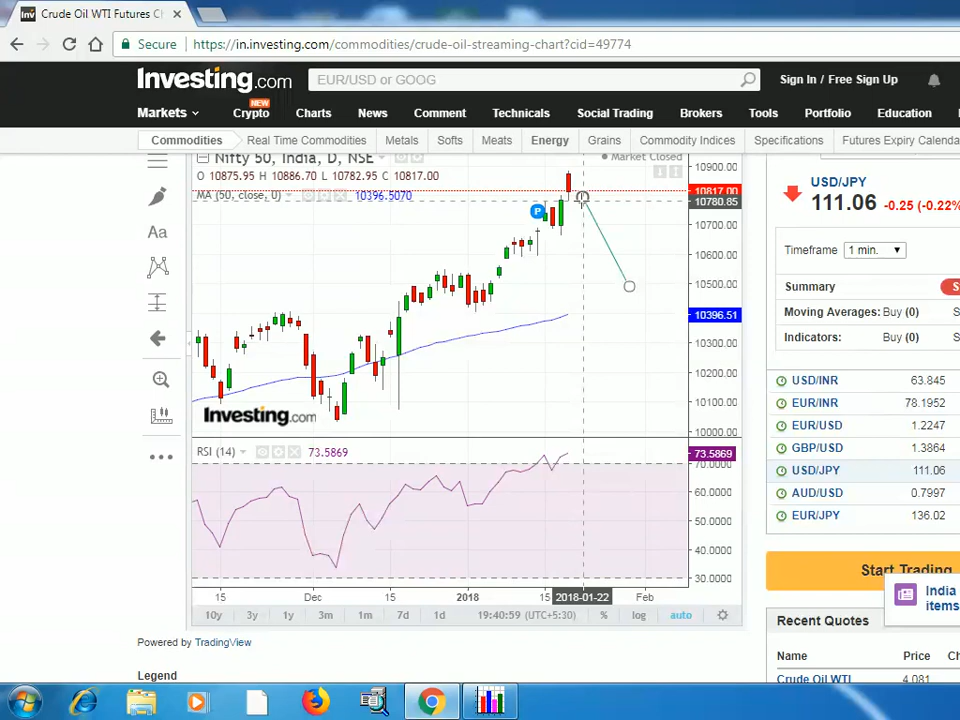 Crude Oil WTI Futures C
Secure
https://in.investing.com/commodities/crude-oil-streaming-chart?cid=49774
Investing.com
EUR/USD or GOOG
Sign In / Free Sign Up
Markets
NEW
Crypto
Charts
News
Comment
Technicals
Social Trading
Brokers
Tools
Portfolio
Education
Commodities
Real Time Commodities
Metals
Softs
Meats
Energy
Grains
Commodity Indices
Specifications
Futures Expiry Calenda
Nifty 50, India, D, NSE
Market Closed
O 10875.95 H 10886.70 L 10782.95 C 10817.00
MA (50, close, 0)
10396.5070
P
Aa
10900.00
10817.00
10780.85
10700.00
10600.00
10500.00
10396.51
10300.00
10200.00
10100.00
10000.00
Investing.com
RSI (14)
73.5869
73.5869
70.0000
60.0000
50.0000
40.0000
30.0000
15
Dec
15
2018
15
2018-01-22
Feb
10y
3y
1y
3m
1m
7d
1d
19:40:59 (UTC+5:30)
%
log
auto
Powered by TradingView
Legend
USD/JPY
111.06 -0.25 (-0.22%
Timeframe
1 min.
Summary
S
Moving Averages: Buy (0)
S
Indicators: Buy (0)
S
USD/INR 63.845
EUR/INR 78.1952
EUR/USD 1.2247
GBP/USD 1.3864
USD/JPY 111.06
AUD/USD 0.7997
EUR/JPY 136.02
Start Trading
India
items
Recent Quotes
Name Price Ch
Crude Oil WTI 4,081